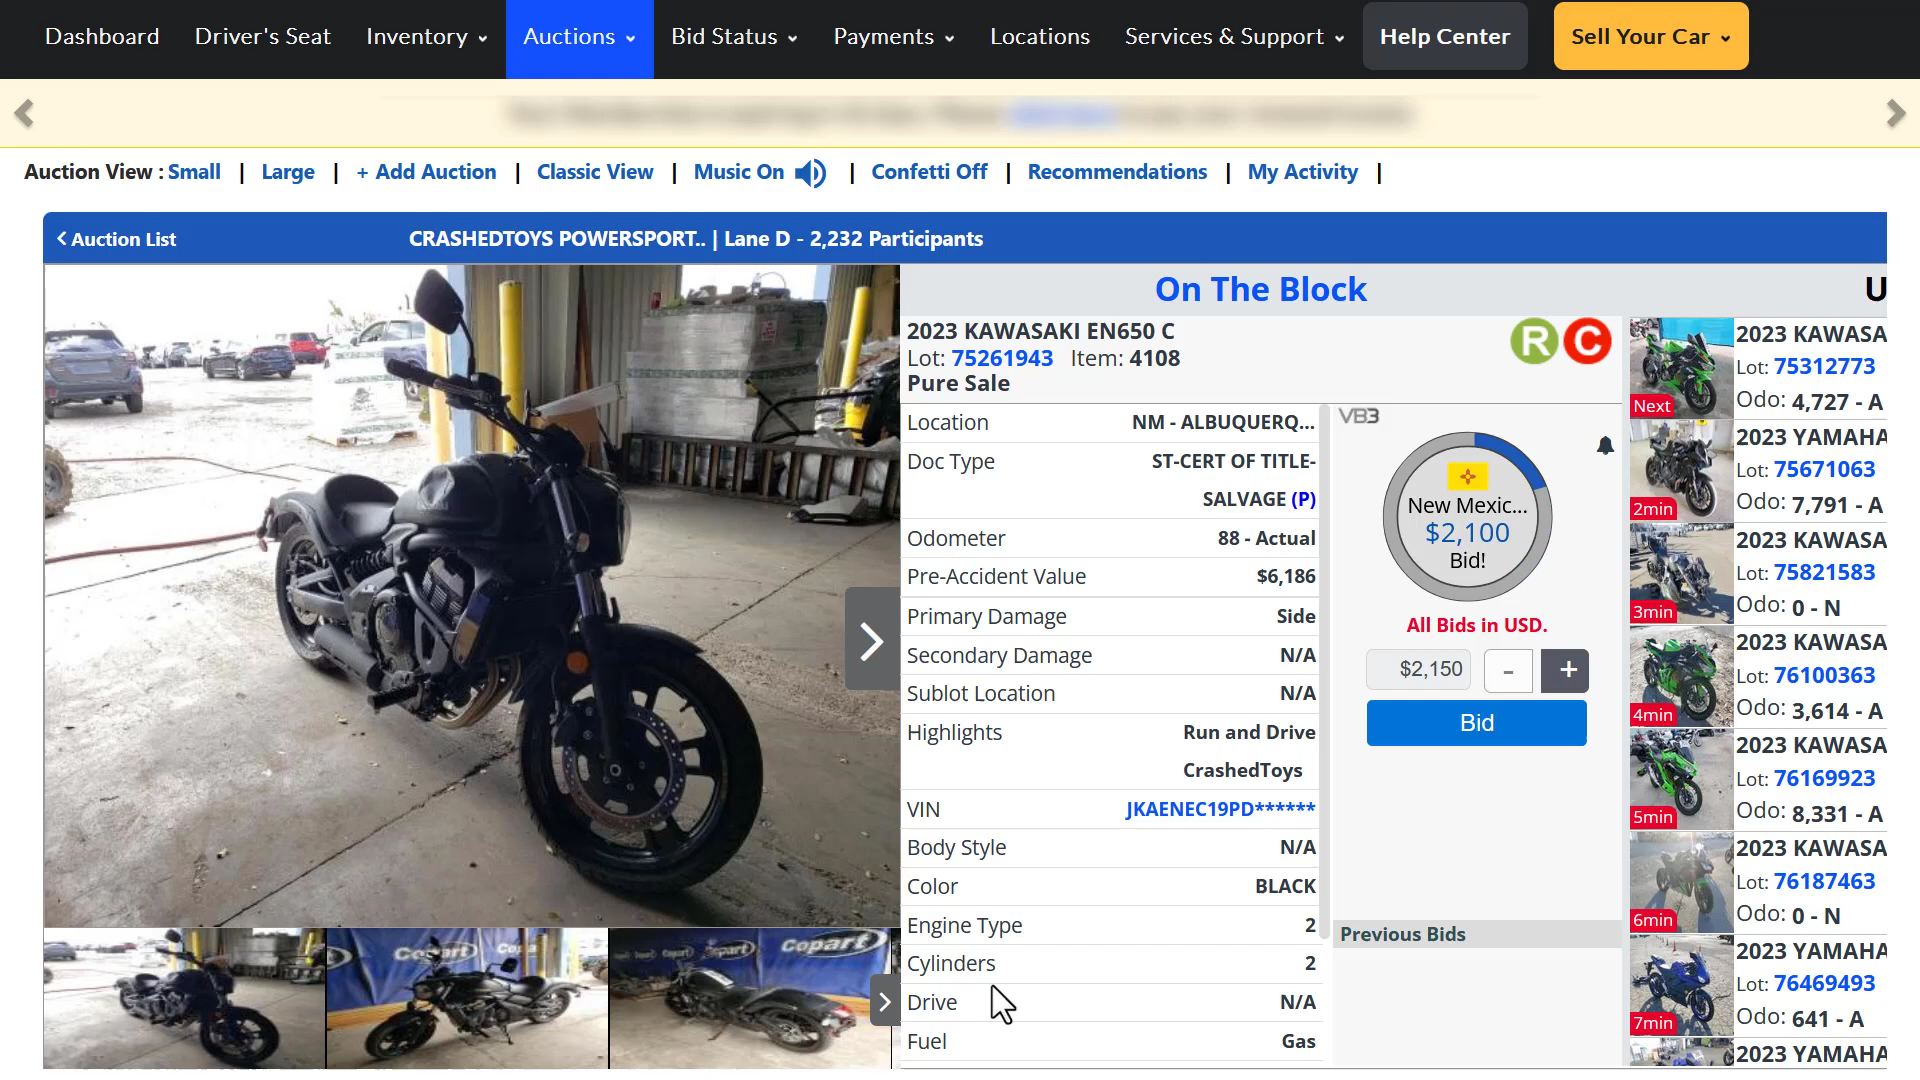 Dashboard
Driver's Seat
Inventory
Auctions
Bid Status
Payments
Locations
Services & Support
Help Center
Sell Your Car
Auction View : Small | Large | + Add Auction | Classic View | Music On | Confetti Off | Recommendations | My Activity |
Auction List
CRASHEDTOYS POWERSPORT.. | Lane D - 2,232 Participants
On The Block
U
2023 KAWASAKI EN650 C
Lot: 75261943 Item: 4108
Pure Sale
R C
Location NM - ALBUQUERQ...
Doc Type ST-CERT OF TITLE-
SALVAGE (P)
Odometer 88 - Actual
Pre-Accident Value $6,186
Primary Damage Side
Secondary Damage N/A
Sublot Location N/A
Highlights Run and Drive
CrashedToys
VIN JKAENEC19PD******
Body Style N/A
Color BLACK
Engine Type 2
Cylinders 2
Drive N/A
Fuel Gas
VB3
New Mexic...
$2,100
Bid!
All Bids in USD.
$2,150 - +
Bid
Previous Bids
2023 KAWASA
Lot: 75312773
Odo: 4,727 - A
Next
2023 YAMAHA
Lot: 75671063
Odo: 7,791 - A
2min
2023 KAWASA
Lot: 75821583
Odo: 0 - N
3min
2023 KAWASA
Lot: 76100363
Odo: 3,614 - A
4min
2023 KAWASA
Lot: 76169923
Odo: 8,331 - A
5min
2023 KAWASA
Lot: 76187463
Odo: 0 - N
6min
2023 YAMAHA
Lot: 76469493
Odo: 641 - A
7min
2023 YAMAHA
Copart
Copart